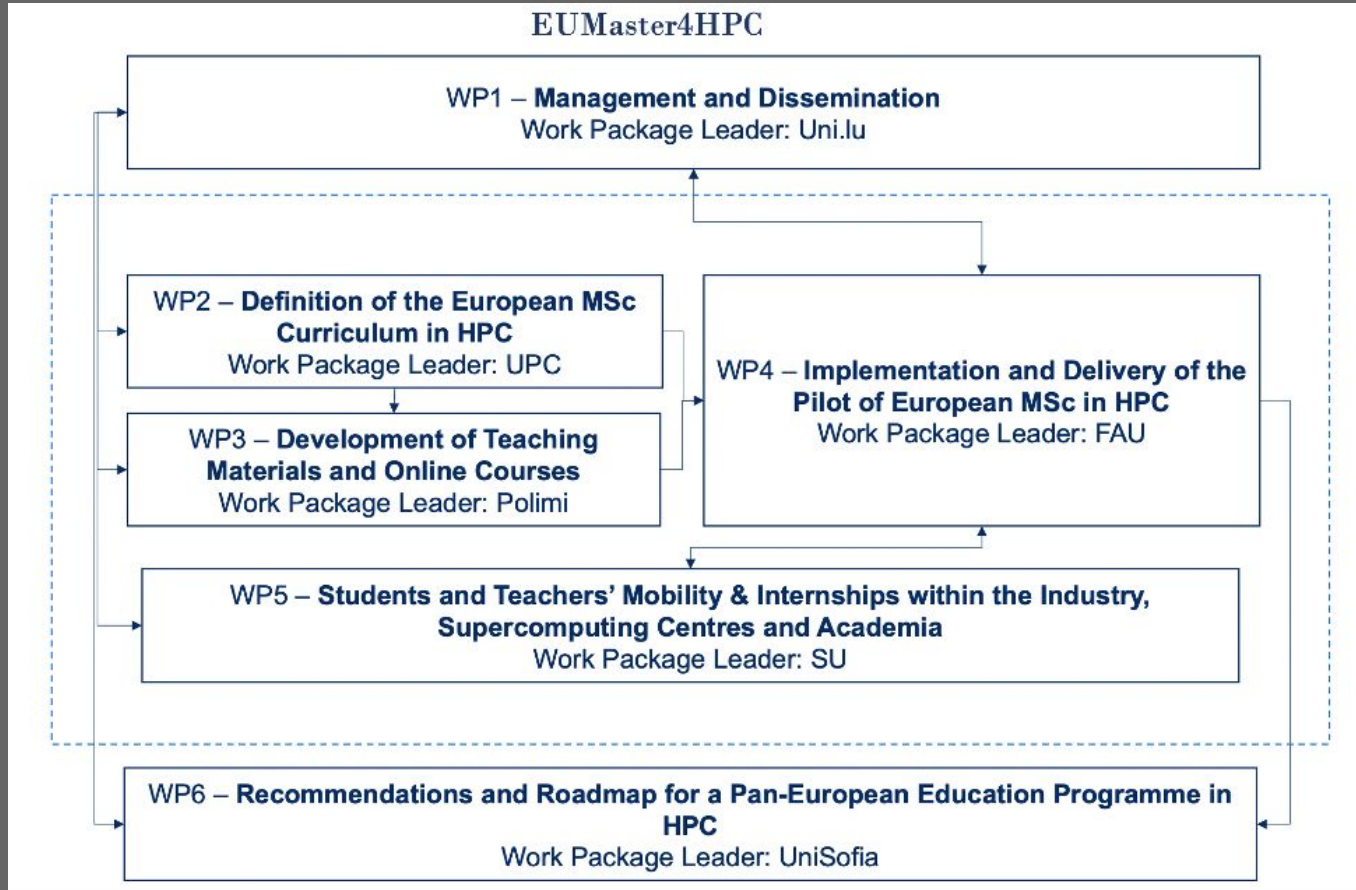 EUMaster4HPC
WP1 – Management and Dissemination
Work Package Leader: Uni.lu
WP2 – Definition of the European MSc
Curriculum in HPC
Work Package Leader: UPC
WP3 – Development of Teaching
Materials and Online Courses
Work Package Leader: Polimi
WP4 – Implementation and Delivery of the
Pilot of European MSc in HPC
Work Package Leader: FAU
WP5 – Students and Teachers’ Mobility & Internships within the Industry,
Supercomputing Centres and Academia
Work Package Leader: SU
WP6 – Recommendations and Roadmap for a Pan-European Education Programme in
HPC
Work Package Leader: UniSofia